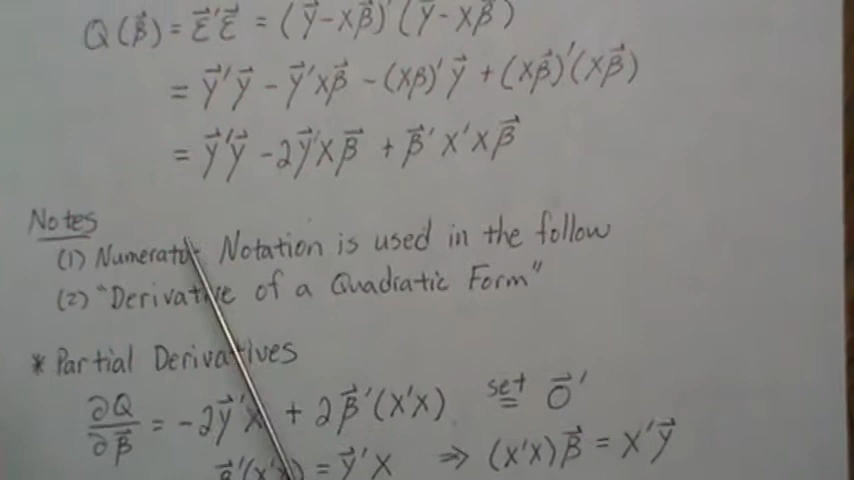 Q(β⃗) = ε⃗'ε⃗ = (y⃗ - Xβ⃗)'(y⃗ - Xβ⃗)
= y⃗'y⃗ - y⃗'Xβ⃗ - (Xβ)'y⃗ + (Xβ⃗)'(Xβ⃗)
= y⃗'y⃗ - 2y⃗'Xβ⃗ + β⃗'X'Xβ⃗
Notes
(1) Numerator Notation is used in the follow
(2) "Derivative of a Quadratic Form"
* Partial Derivatives
∂Q/∂β⃗ = -2y⃗'X + 2β⃗'(X'X) set = 0⃗'
β⃗'(X'X) = y⃗'X ⇒ (X'X)β⃗ = X'y⃗